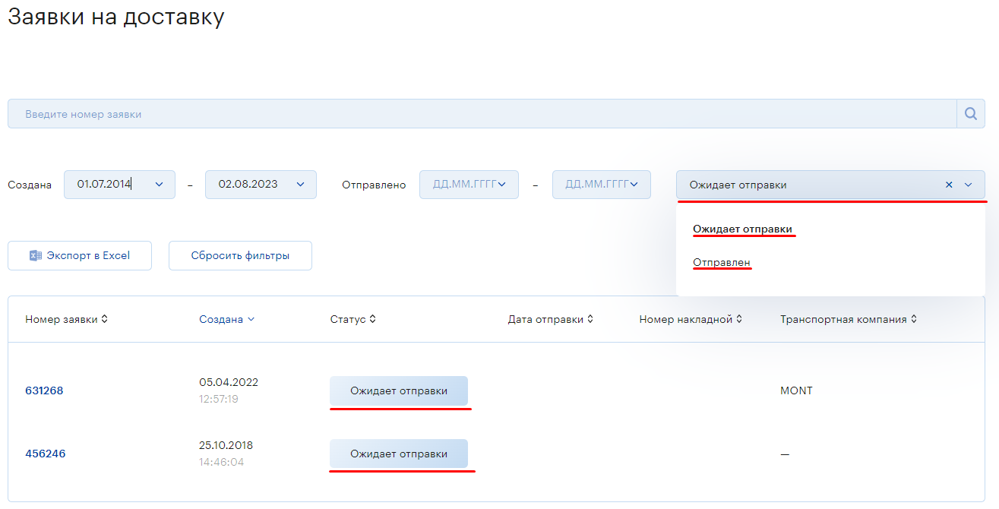 Заявки на доставку
Введите номер заявки
Создана 01.07.2014 – 02.08.2023 Отправлено ДД.ММ.ГГГГ – ДД.ММ.ГГГГ Ожидает отправки
Ожидает отправки
Отправлен
Экспорт в Excel Сбросить фильтры
Номер заявки Создана Статус Дата отправки Номер накладной Транспортная компания
631268 05.04.2022 12:57:19 Ожидает отправки MONT
456246 25.10.2018 14:46:04 Ожидает отправки —